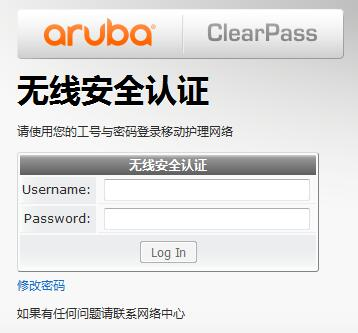 aruba ClearPass
无线安全认证
请使用您的工号与密码登录移动护理网络
无线安全认证
Username:
Password:
Log In
修改密码
如果有任何问题请联系网络中心